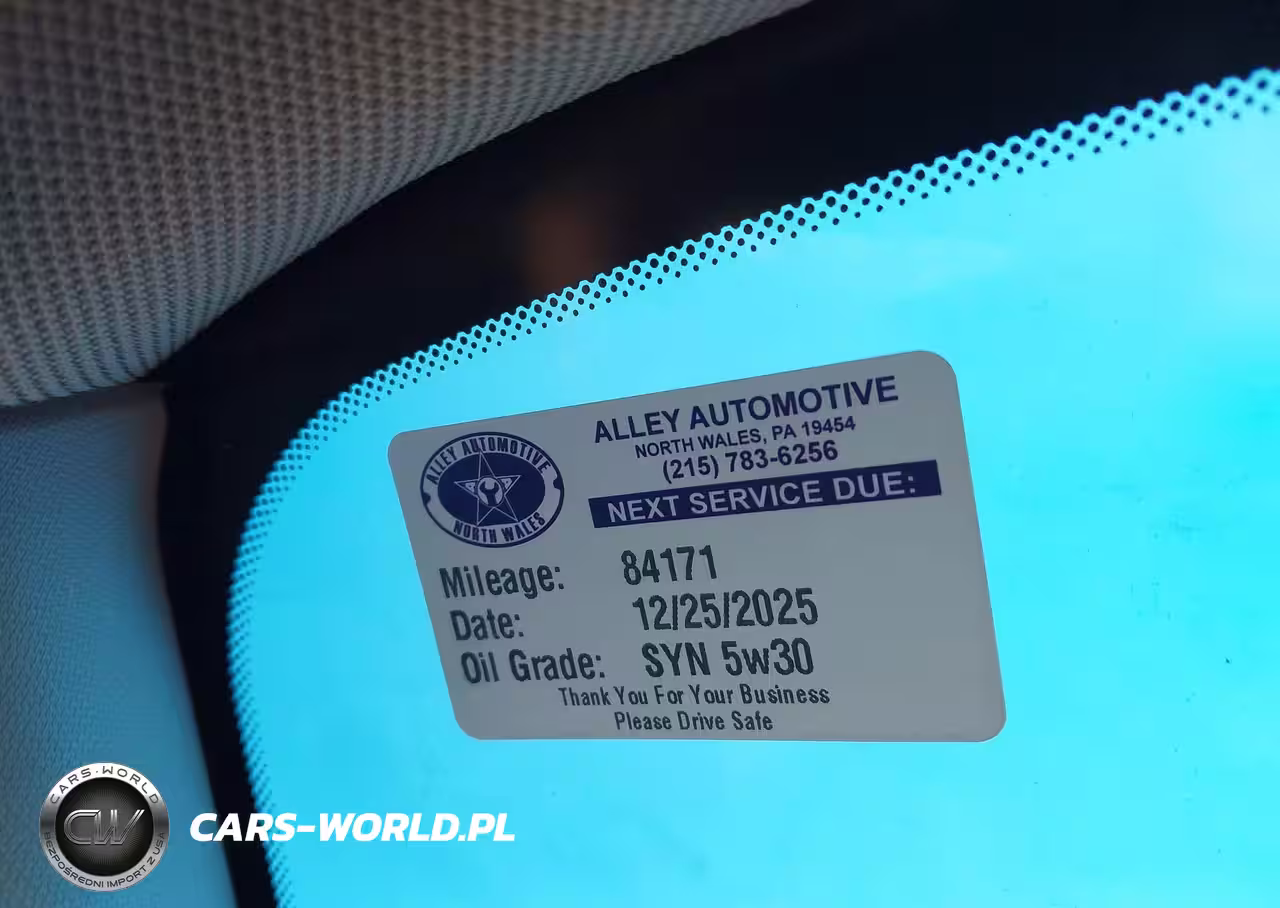 ALLEY AUTOMOTIVE
NORTH WALES, PA 19454
(215) 783-6256
NEXT SERVICE DUE:
ALLEY AUTOMOTIVE
NORTH WALES
Mileage: 84171
Date: 12/25/2025
Oil Grade: SYN 5w30
Thank You For Your Business
Please Drive Safe
CARS-WORLD
CW
BEZPOŚREDNI IMPORT Z USA
CARS-WORLD.PL